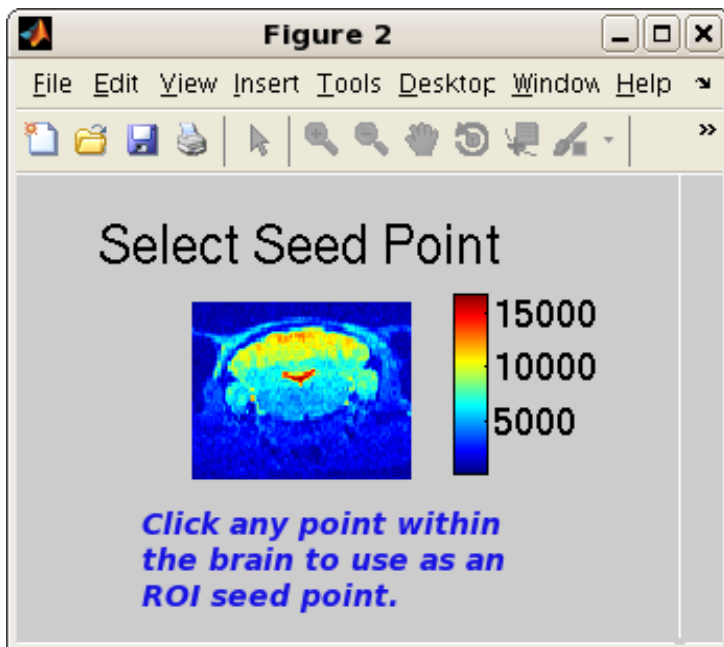 Figure 2
File Edit View Insert Tools Desktop Window Help
»
Select Seed Point
15000
10000
5000
Click any point within
the brain to use as an
ROI seed point.